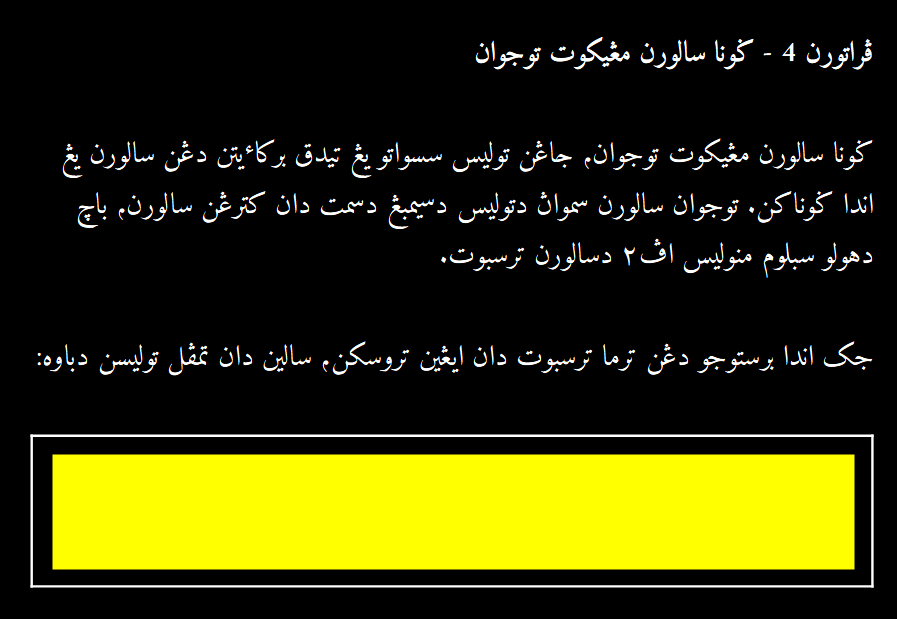 ڤراتورن 4 - ݢونا سالورن مڠيکوت توجوان
ݢونا سالورن مڠيکوت توجوان⹁ جاڠن توليس سسواتو يڠ تيدق برکاٴيتن دڠن سالورن يڠ
اندا ݢوناکن. توجوان سالورن سموان دتوليس دسيمبڠ دسمت دان کترڠن سالورن⹁ باچ
دهولو سبلوم منوليس اڤ٢ دسالورن ترسبوت.
جک اندا برستوجو دڠن ترما ترسبوت دان ايڠين تروسکن⹁ سالين دان تمڤل توليسن دباوه: